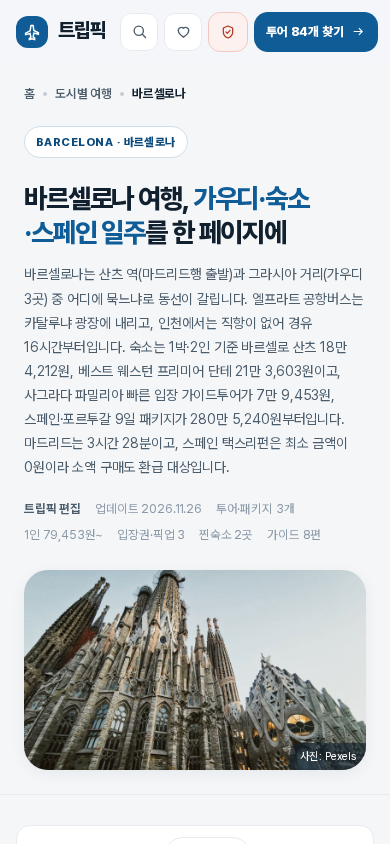 트립픽
투어 84개 찾기 →
홈 • 도시별 여행 • 바르셀로나
BARCELONA · 바르셀로나
바르셀로나 여행, 가우디·숙소
·스페인 일주를 한 페이지에
바르셀로나는 산츠 역(마드리드행 출발)과 그라시아 거리(가우디
3곳) 중 어디에 묵느냐로 동선이 갈립니다. 엘프라트 공항버스는
카탈루냐 광장에 내리고, 인천에서는 직항이 없어 경유
16시간부터입니다. 숙소는 1박·2인 기준 바르셀로 산츠 18만
4,212원, 베스트 웨스턴 프리미어 단테 21만 3,603원이고,
사그라다 파밀리아 빠른 입장 가이드투어가 7만 9,453원,
스페인·포르투갈 9일 패키지가 280만 5,240원부터입니다.
마드리드는 3시간 28분이고, 스페인 택스리펀은 최소 금액이
0원이라 소액 구매도 환급 대상입니다.
트립픽 편집 업데이트 2026.11.26 투어·패키지 3개
1인 79,453원~ 입장권·픽업 3 찐숙소 2곳 가이드 8편
사진: Pexels